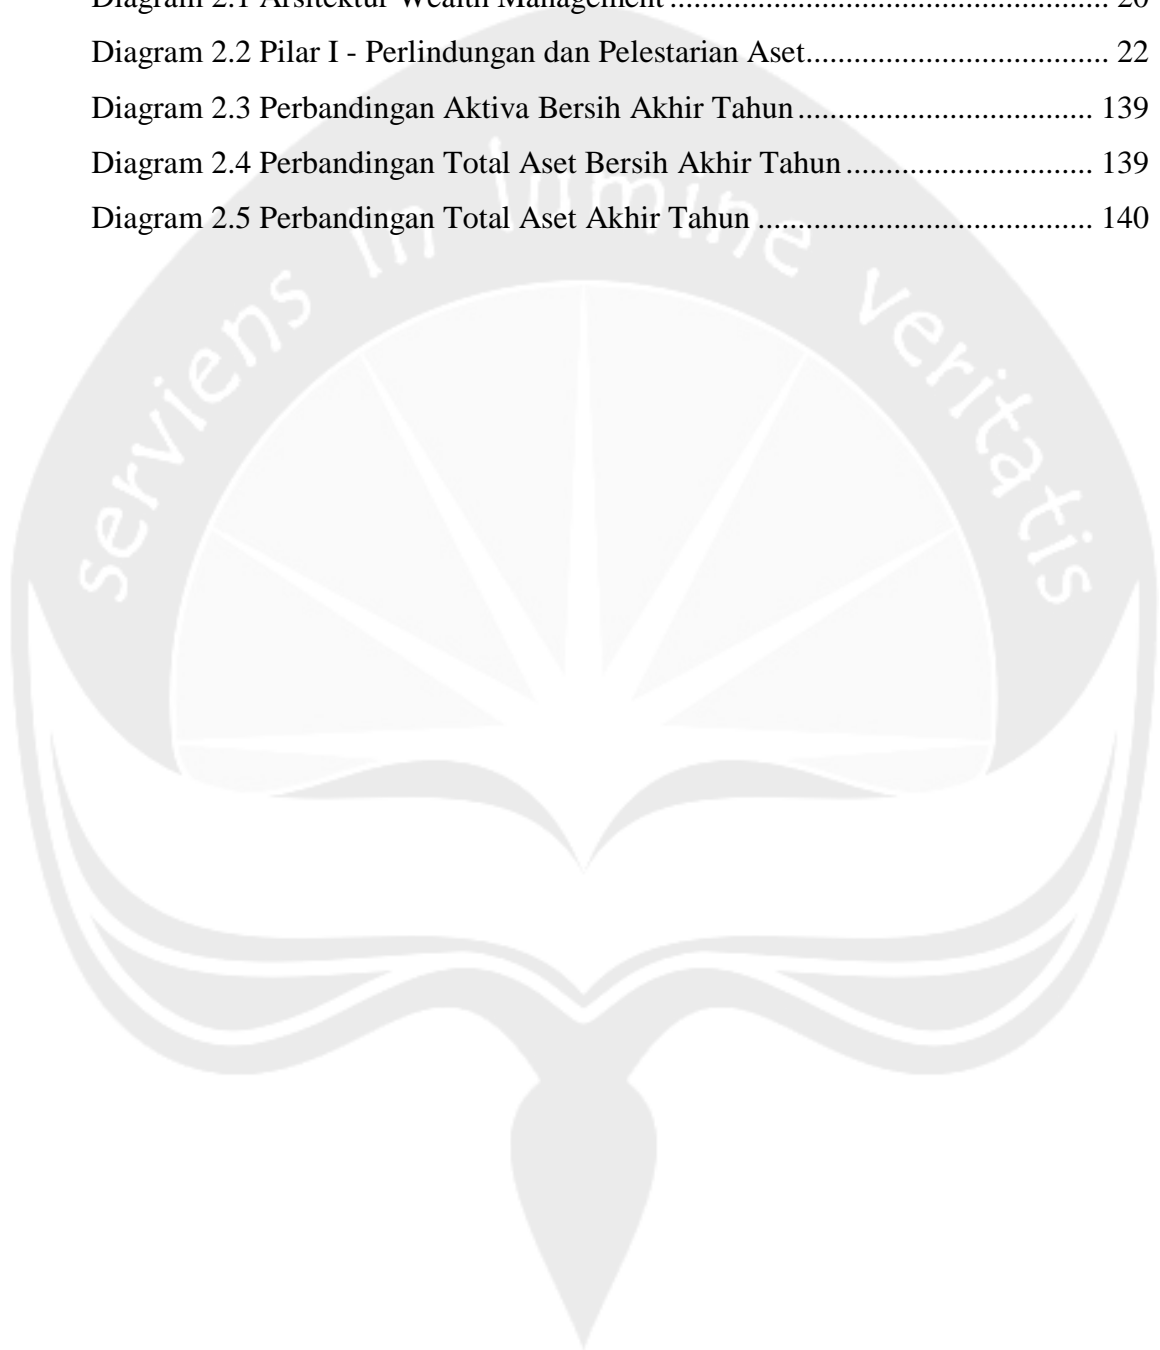 Diagram 2.1 Arsitektur Wealth Management ........................................................ 20
Diagram 2.2 Pilar I - Perlindungan dan Pelestarian Aset...................................... 22
Diagram 2.3 Perbandingan Aktiva Bersih Akhir Tahun ..................................... 139
Diagram 2.4 Perbandingan Total Aset Bersih Akhir Tahun ............................... 139
Diagram 2.5 Perbandingan Total Aset Akhir Tahun .......................................... 140
serviens in lumine veritatis